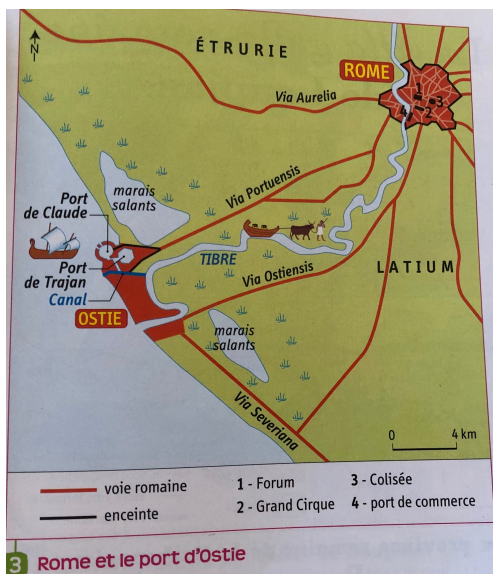 N
ÉTRURIE
ROME
1
3
4
2
Via Aurelia
marais
salants
Via Portuensis
Port
de Claude
Port
de Trajan
Canal
TIBRE
Via Ostiensis
LATIUM
OSTIE
marais
salants
Via Severiana
0 4 km
voie romaine
enceinte
1 - Forum
2 - Grand Cirque
3 - Colisée
4 - port de commerce
3 Rome et le port d'Ostie